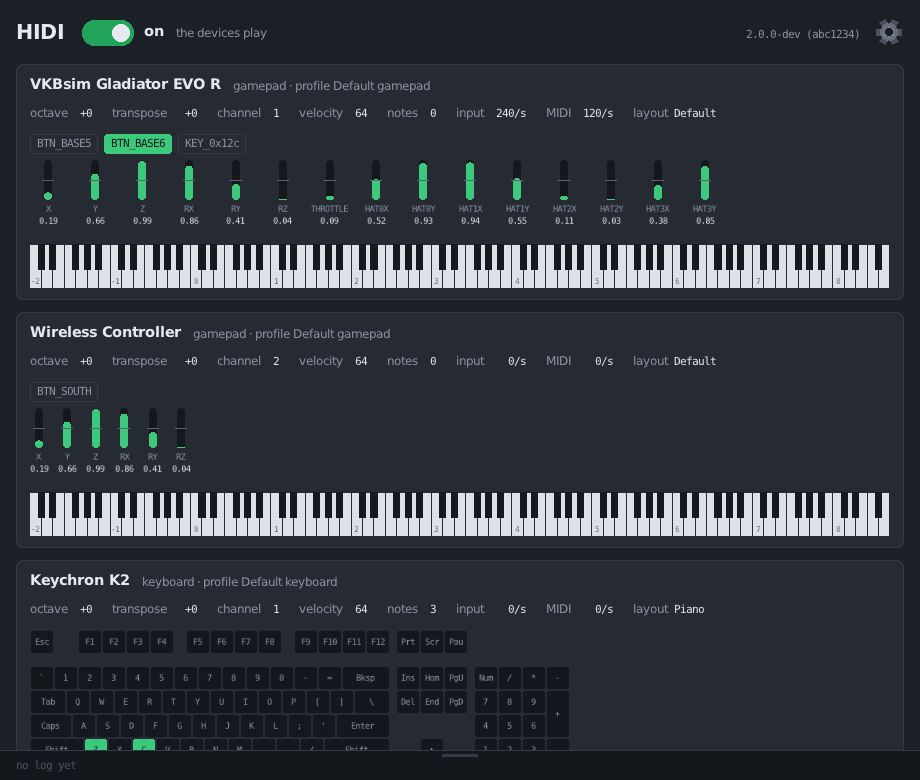 HIDI on the devices play 2.0.0-dev (abc1234)
VKBsim Gladiator EVO R gamepad · profile Default gamepad
octave +0 transpose +0 channel 1 velocity 64 notes 0 input 240/s MIDI 120/s layout Default
BTN_BASE5 BTN_BASE6 KEY_0x12c
X Y Z RX RY RZ THROTTLE HAT0X HAT0Y HAT1X HAT1Y HAT2X HAT2Y HAT3X HAT3Y
0.19 0.66 0.99 0.86 0.41 0.04 0.09 0.52 0.93 0.94 0.55 0.11 0.03 0.38 0.85
-2 -1 0 1 2 3 4 5 6 7 8
Wireless Controller gamepad · profile Default gamepad
octave +0 transpose +0 channel 2 velocity 64 notes 0 input 0/s MIDI 0/s layout Default
BTN_SOUTH
X Y Z RX RY RZ
0.19 0.66 0.99 0.86 0.41 0.04
-2 -1 0 1 2 3 4 5 6 7 8
Keychron K2 keyboard · profile Default keyboard
octave +0 transpose +0 channel 1 velocity 64 notes 3 input 0/s MIDI 0/s layout Piano
Esc F1 F2 F3 F4 F5 F6 F7 F8 F9 F10 F11 F12 Prt Scr Pau
` 1 2 3 4 5 6 7 8 9 0 - = Bksp Ins Hom PgU Num / * -
Tab Q W E R T Y U I O P [ ] \ Del End PgD 7 8 9
+
Caps A S D F G H J K L ; ' Enter 4 5 6
Shift Z X C V B N M , . / Shift 1 2 3
no log yet